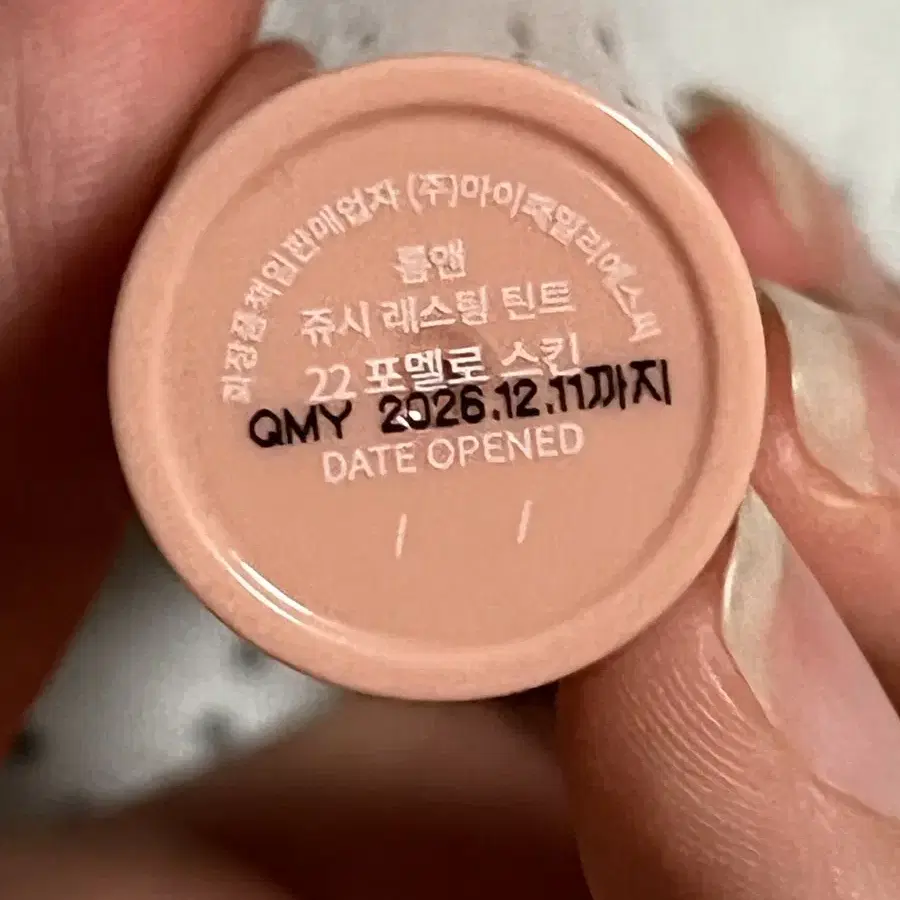 화장품책임판매업자 (주)아이패밀리에스씨
롬앤
쥬시 래스팅 틴트
22 포멜로 스킨
QMY 2026.12.11까지
DATE OPENED
/ /